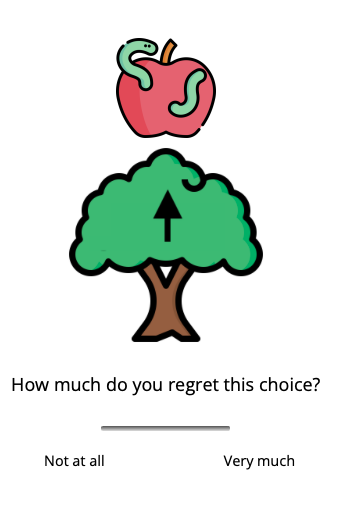 How much do you regret this choice?
Not at all Very much